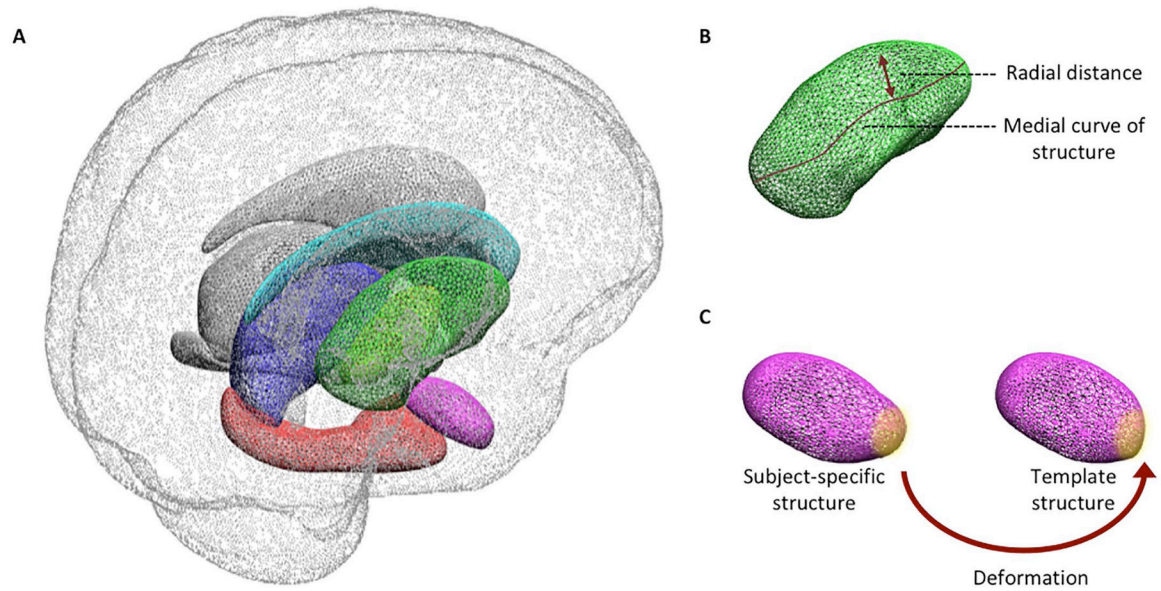 A
B
Radial distance
Medial curve of
structure
C
Subject-specific
structure
Template
structure
Deformation